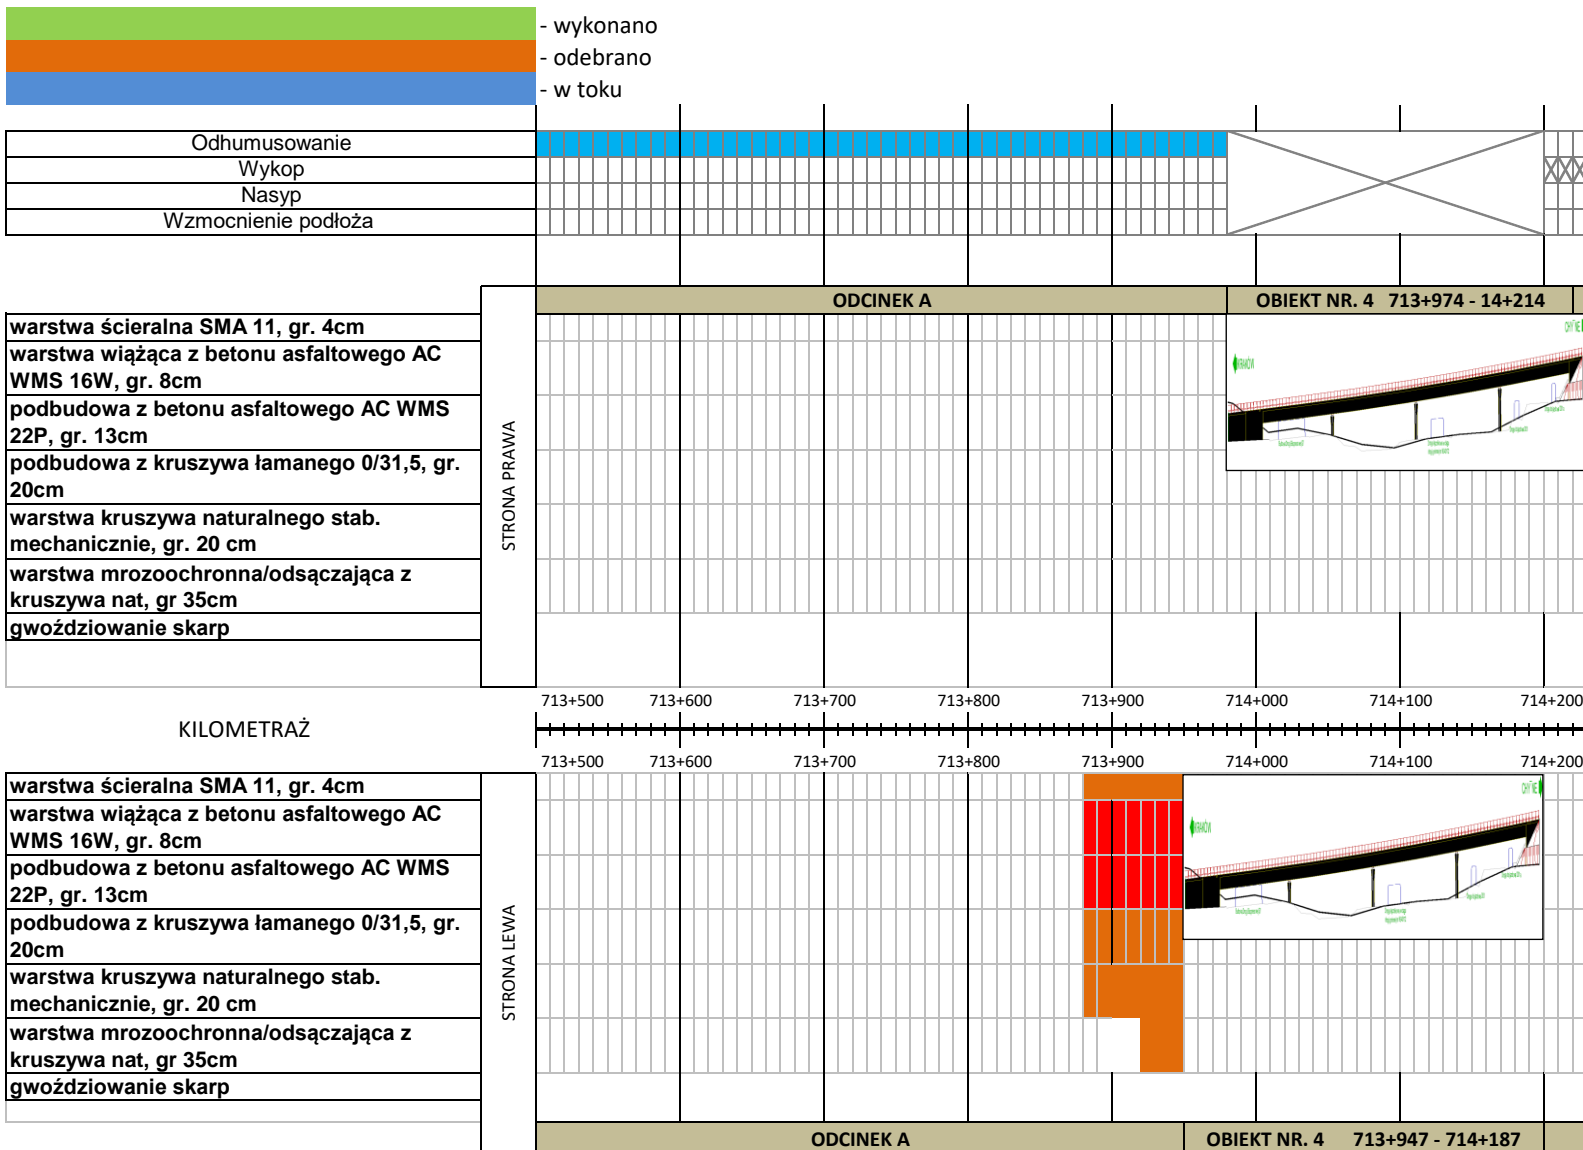 - wykonano
- odebrano
- w toku
Odhumusowanie
Wykop
Nasyp
Wzmocnienie podłoża
ODCINEK A
OBIEKT NR. 4 713+974 - 14+214
STRONA PRAWA
warstwa ścieralna SMA 11, gr. 4cm
warstwa wiążąca z betonu asfaltowego AC
WMS 16W, gr. 8cm
podbudowa z betonu asfaltowego AC WMS
22P, gr. 13cm
podbudowa z kruszywa łamanego 0/31,5, gr.
20cm
warstwa kruszywa naturalnego stab.
mechanicznie, gr. 20 cm
warstwa mrozoochronna/odsączająca z
kruszywa nat, gr 35cm
gwoździowanie skarp
KRAKÓW
713+500 713+600 713+700 713+800 713+900 714+000 714+100 714+200
KILOMETRAŻ
713+500 713+600 713+700 713+800 713+900 714+000 714+100 714+200
STRONA LEWA
warstwa ścieralna SMA 11, gr. 4cm
warstwa wiążąca z betonu asfaltowego AC
WMS 16W, gr. 8cm
podbudowa z betonu asfaltowego AC WMS
22P, gr. 13cm
podbudowa z kruszywa łamanego 0/31,5, gr.
20cm
warstwa kruszywa naturalnego stab.
mechanicznie, gr. 20 cm
warstwa mrozoochronna/odsączająca z
kruszywa nat, gr 35cm
gwoździowanie skarp
KRAKÓW
ODCINEK A
OBIEKT NR. 4 713+947 - 714+187